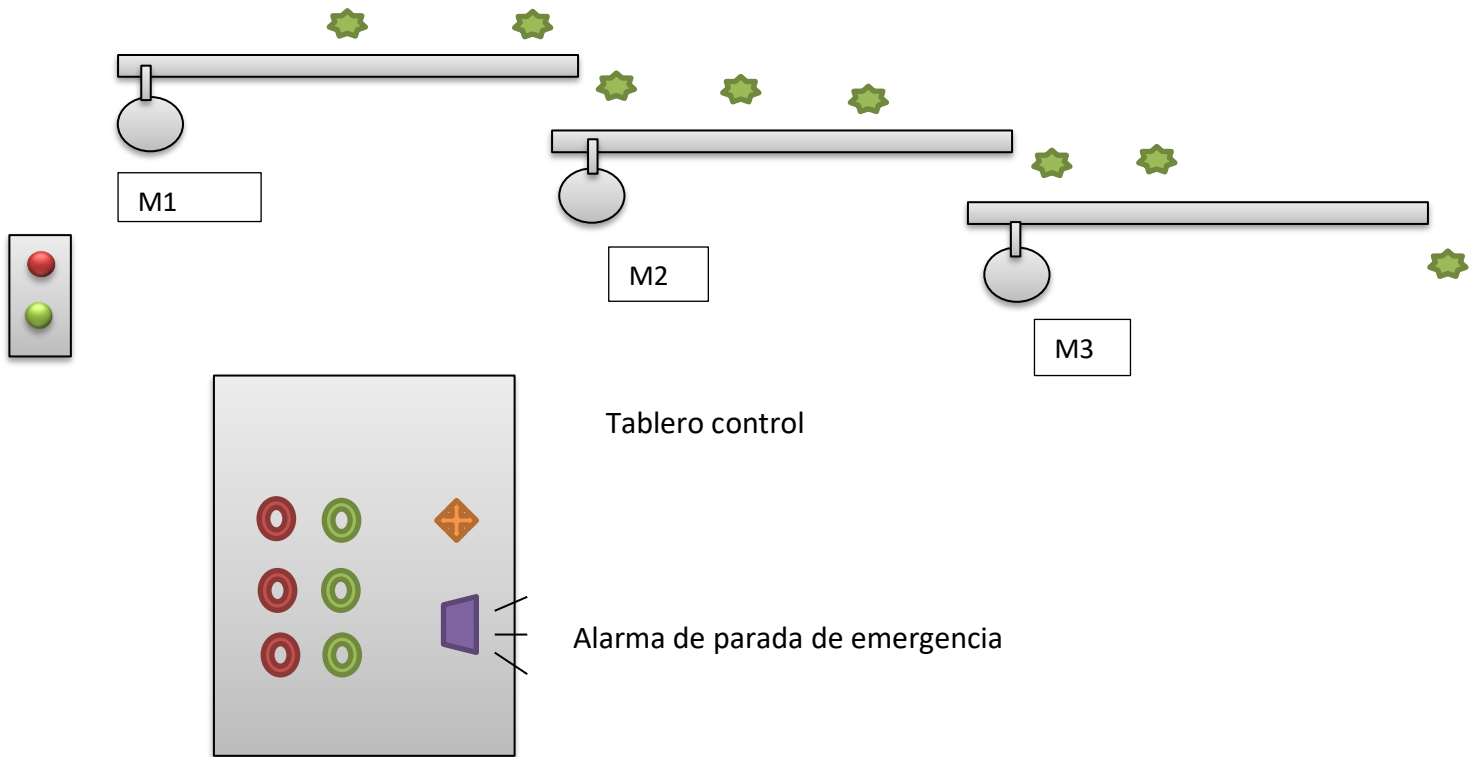 M1
M2
M3
Tablero control
Alarma de parada de emergencia